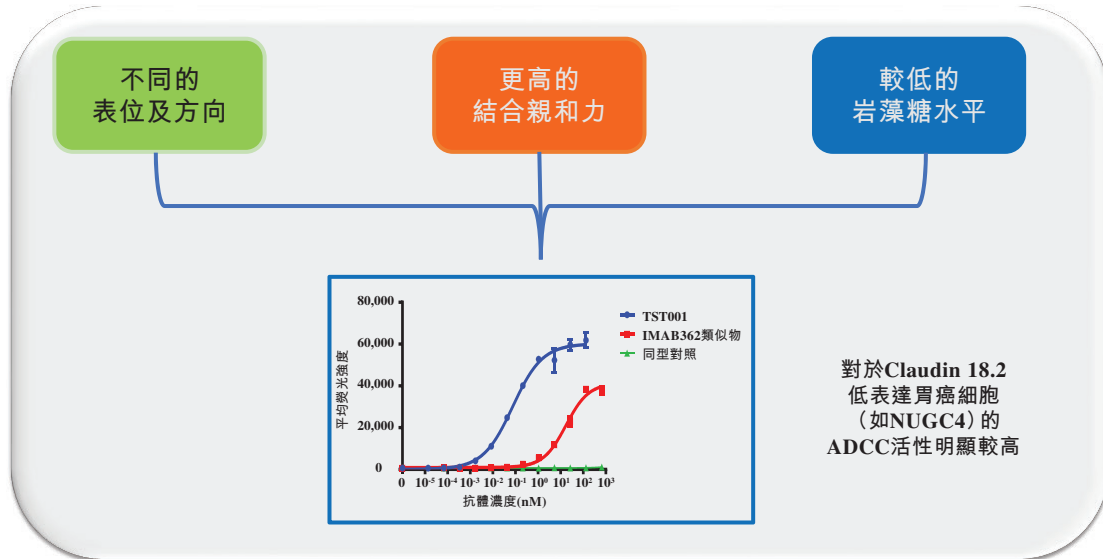 不同的
表位及方向
更高的
結合親和力
較低的
岩藻糖水平
80,000
60,000
40,000
20,000
0
平均熒光強度
TST001
IMAB362類似物
同型對照
0 10⁻⁵ 10⁻⁴ 10⁻³ 10⁻² 10⁻¹ 10⁰ 10¹ 10² 10³
抗體濃度(nM)
對於Claudin 18.2
低表達胃癌細胞
（如NUGC4）的
ADCC活性明顯較高